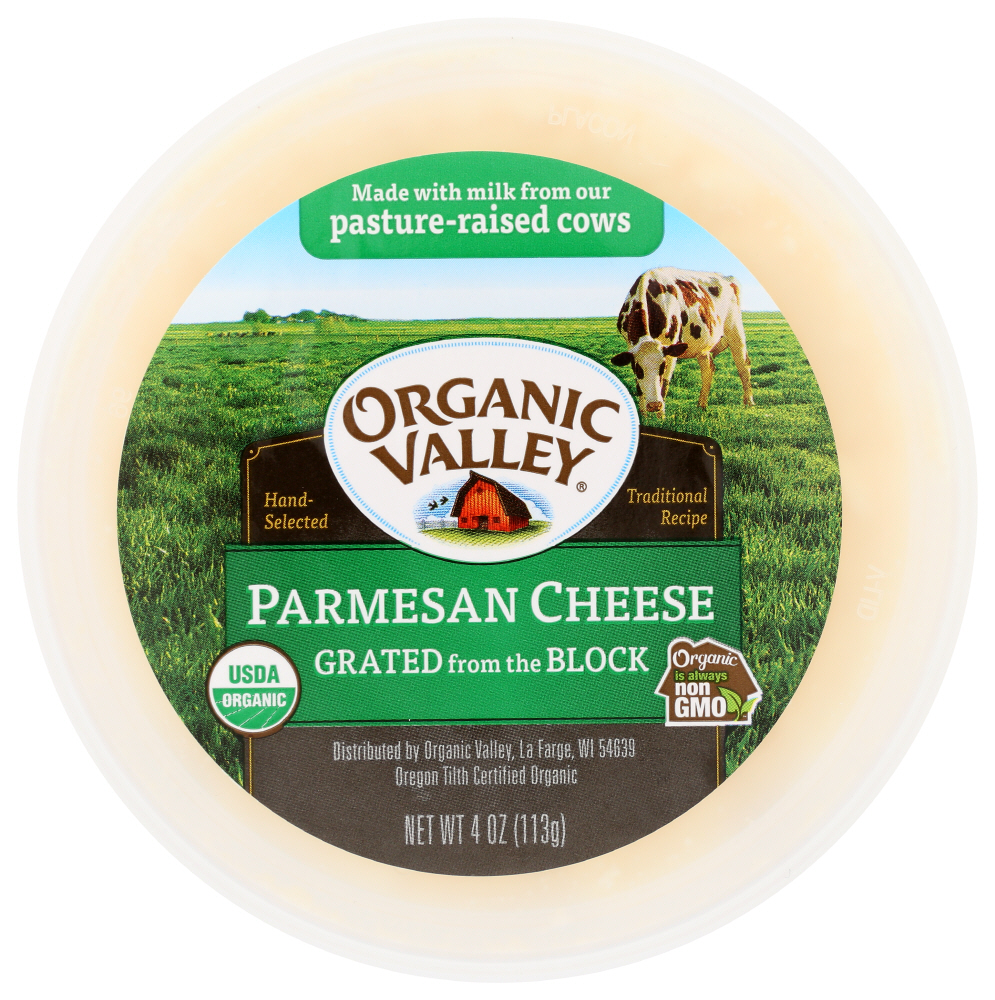 Made with milk from our
pasture-raised cows
ORGANIC
VALLEY®
Hand-
Selected
Traditional
Recipe
PARMESAN CHEESE
GRATED from the BLOCK
USDA
ORGANIC
Organic
is always
non
GMO
Distributed by Organic Valley, La Farge, WI 54639
Oregon Tilth Certified Organic
NET WT 4 OZ (113g)